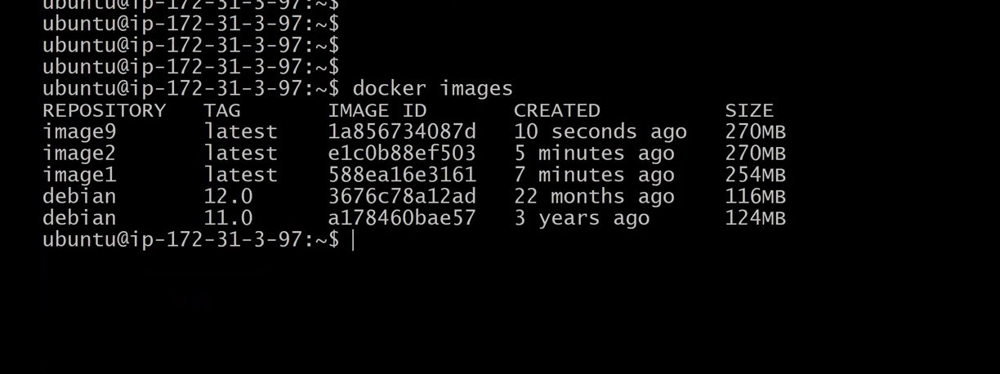 ubuntu@ip-172-31-3-97:~$
ubuntu@ip-172-31-3-97:~$
ubuntu@ip-172-31-3-97:~$
ubuntu@ip-172-31-3-97:~$
ubuntu@ip-172-31-3-97:~$ docker images
REPOSITORY   TAG       IMAGE ID       CREATED          SIZE
image9       latest    1a856734087d   10 seconds ago   270MB
image2       latest    e1c0b88ef503   5 minutes ago    270MB
image1       latest    588ea16e3161   7 minutes ago    254MB
debian       12.0      3676c78a12ad   22 months ago    116MB
debian       11.0      a178460bae57   3 years ago      124MB
ubuntu@ip-172-31-3-97:~$